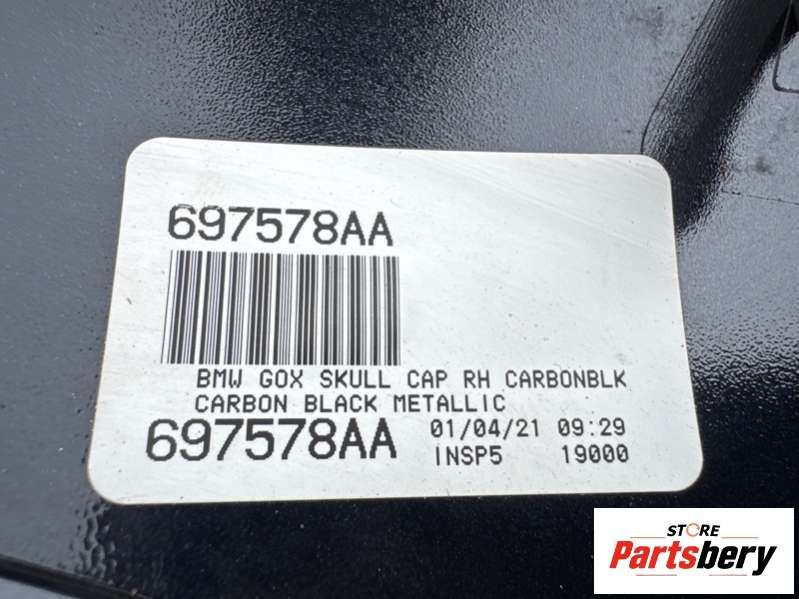 697578AA
BMW GOX SKULL CAP RH CARBONBLK
CARBON BLACK METALLIC
697578AA 01/04/21 09:29
INSP5 19000
STORE
Partsbery